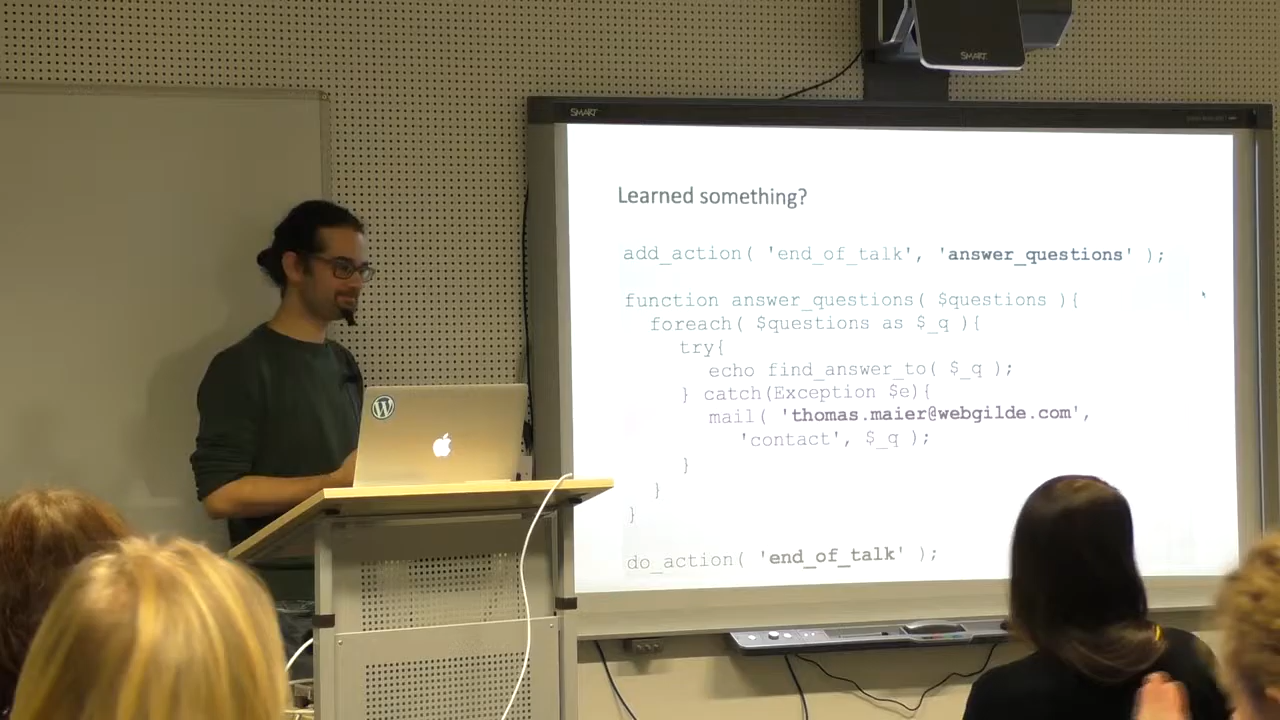 SMART
SMART
Learned something?
add_action( 'end_of_talk', 'answer_questions' );
function answer_questions( $questions ){
foreach( $questions as $_q ){
try{
echo find_answer_to( $_q );
} catch(Exception $e){
mail( 'thomas.maier@webgilde.com',
'contact', $_q );
}
}
}
do_action( 'end_of_talk' );